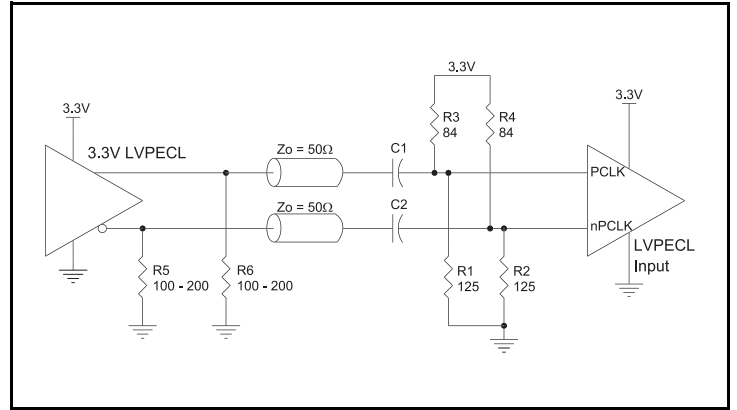 3.3V
3.3V LVPECL
Zo = 50Ω
Zo = 50Ω
C1
C2
3.3V
R3
84
R4
84
3.3V
PCLK
nPCLK
LVPECL
Input
R5
100 - 200
R6
100 - 200
R1
125
R2
125